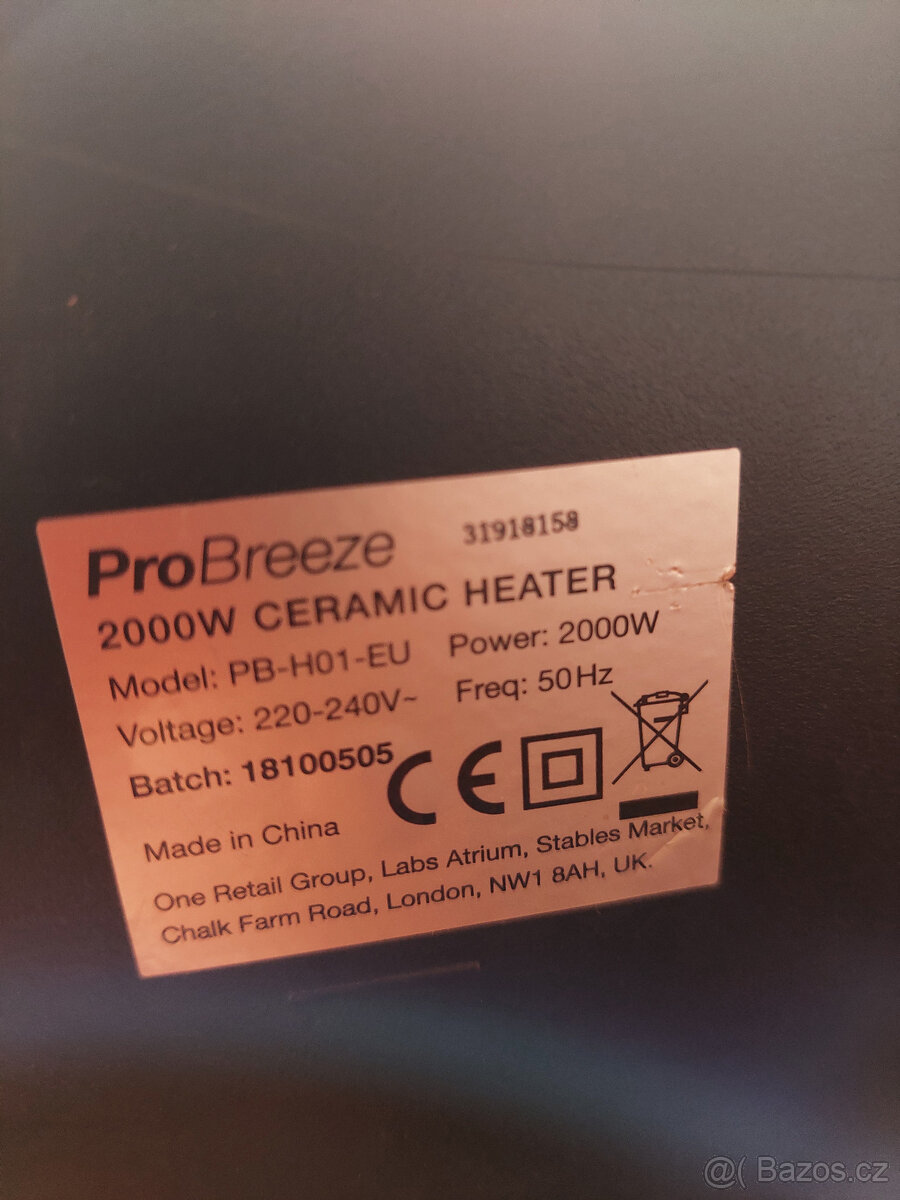 ProBreeze 31918158
2000W CERAMIC HEATER
Model: PB-H01-EU Power: 2000W
Voltage: 220-240V~ Freq: 50Hz
Batch: 18100505 CE
Made in China
One Retail Group, Labs Atrium, Stables Market,
Chalk Farm Road, London, NW1 8AH, UK.
@( Bazos.cz